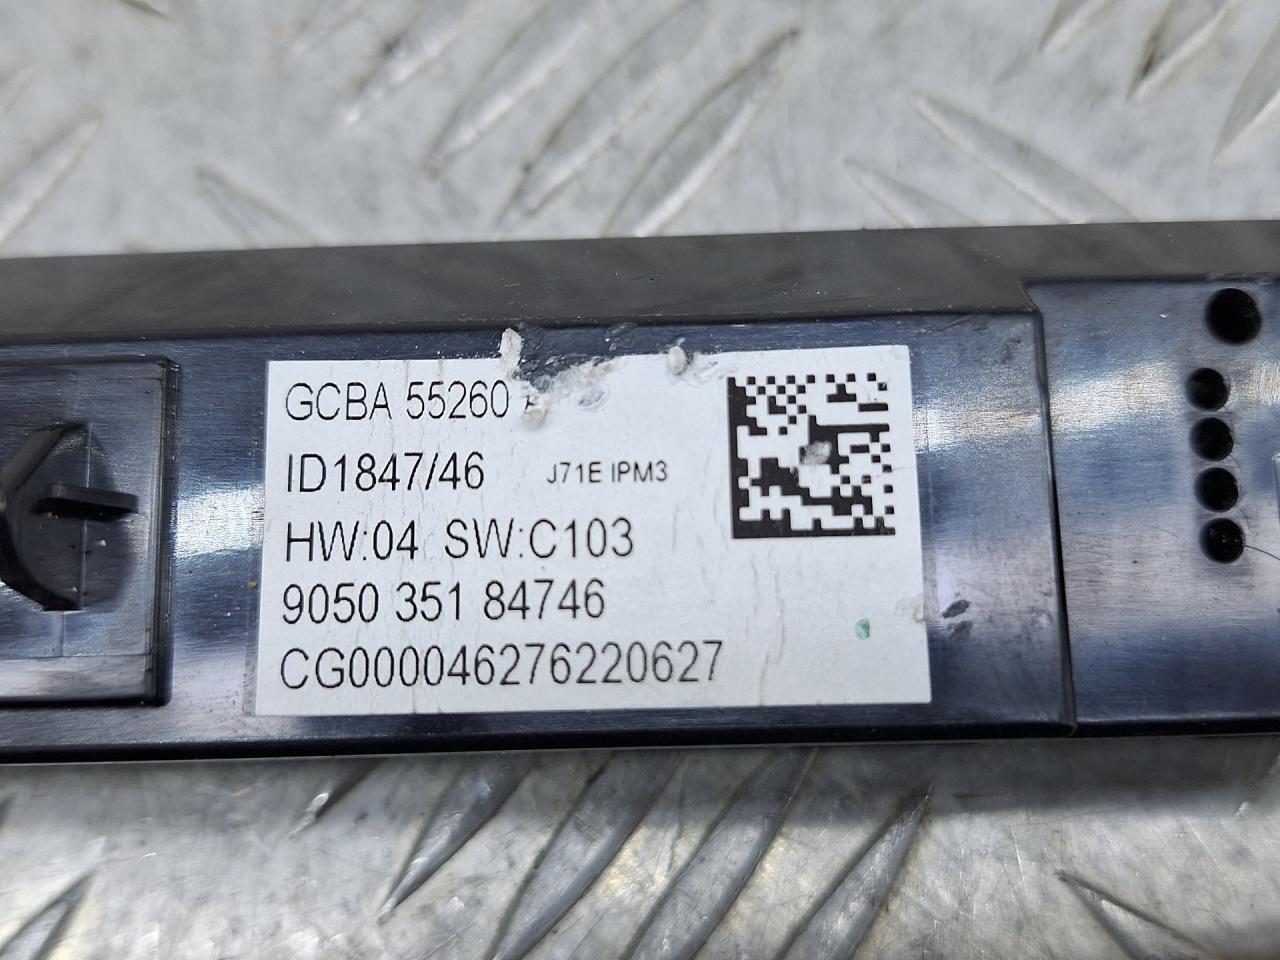 GCBA 55260
ID1847/46 J71E IPM3
HW:04 SW:C103
9050 351 84746
CG000046276220627